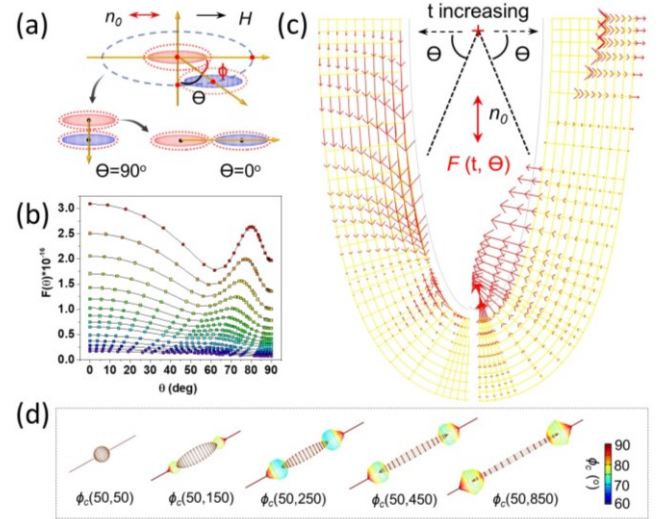 (a)
n₀
H
ϕ
Θ
Θ=90°
Θ=0°
(b)
F(θ)*10⁻¹⁶
3.0
2.5
2.0
1.5
1.0
0.5
0.0
0 10 20 30 40 50 60 70 80 90
θ (deg)
(c)
t increasing
Θ Θ
n₀
F (t, Θ)
(d)
ϕc(50,50)
ϕc(50,150)
ϕc(50,250)
ϕc(50,450)
ϕc(50,850)
90
80
70
60
ϕc (°)